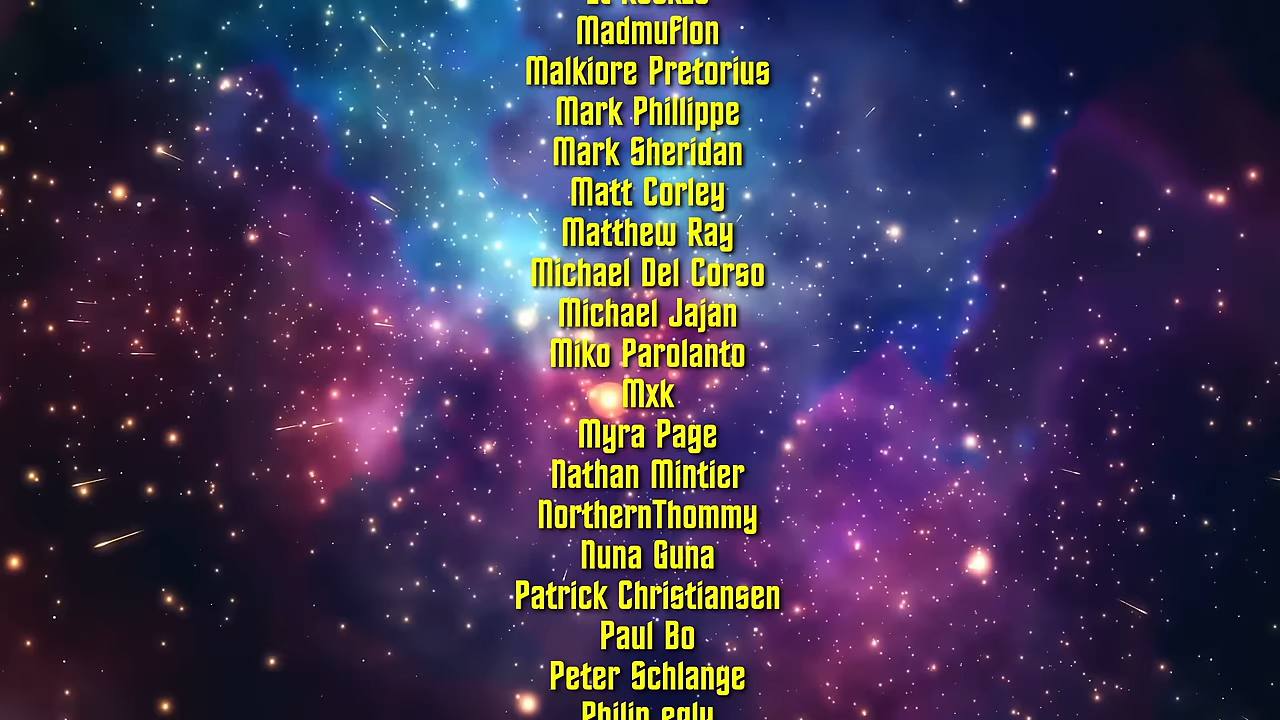 Madmuflon
Malkiore Pretorius
Mark Phillippe
Mark Sheridan
Matt Corley
Matthew Ray
Michael Del Corso
Michael Jajan
Miko Parolanto
Mxk
Myra Page
Nathan Mintier
NorthernThommy
Nuna Guna
Patrick Christiansen
Paul Bo
Peter Schlange